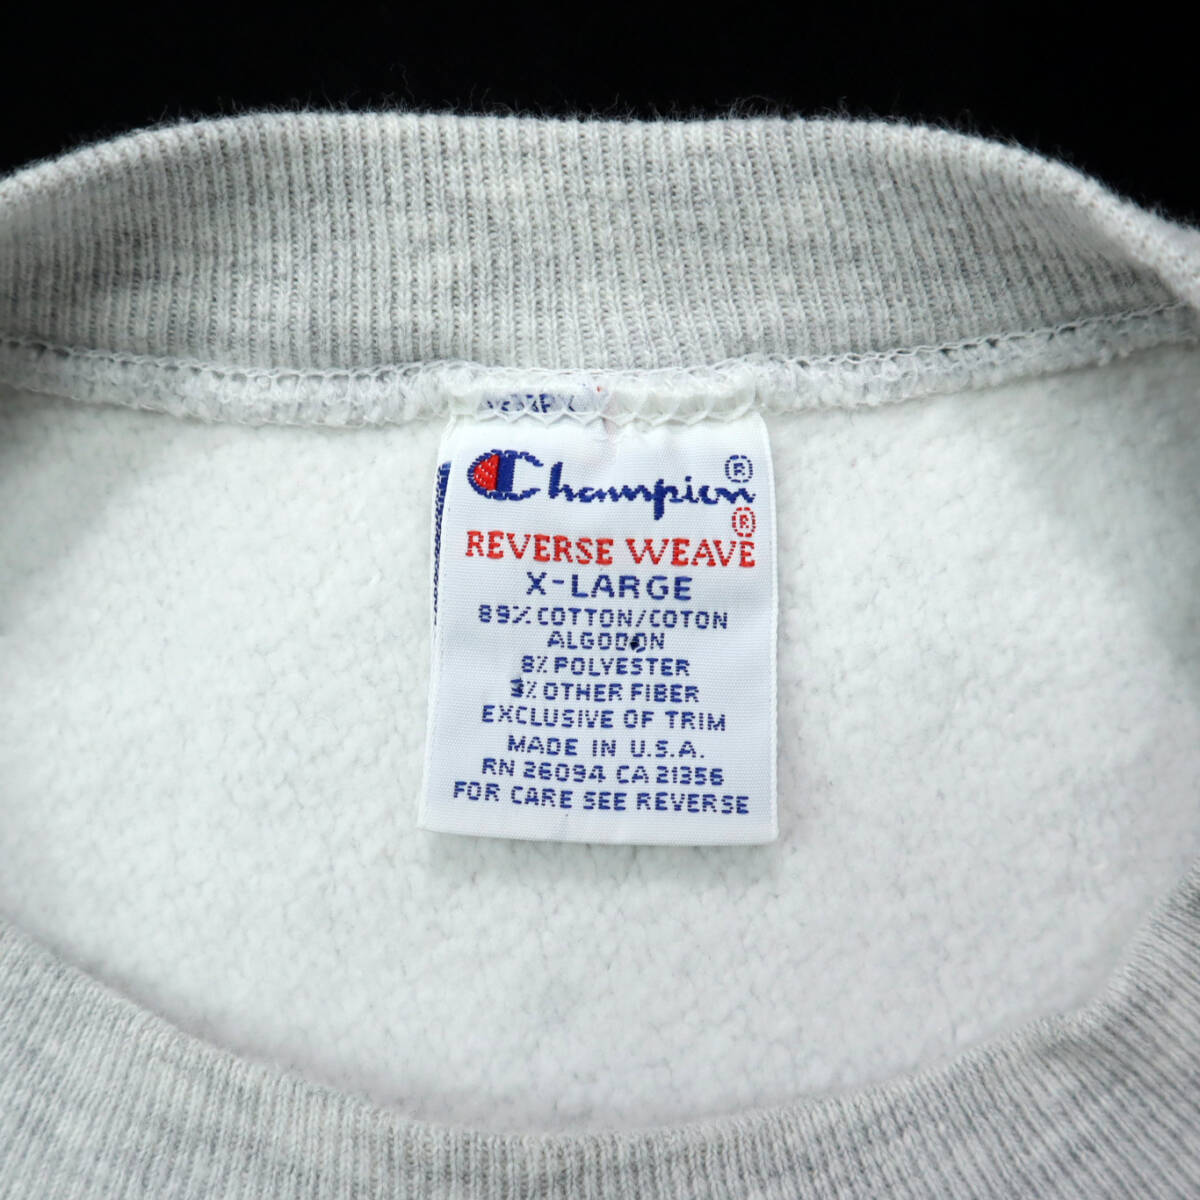 Champion®
REVERSE WEAVE®
X-LARGE
89% COTTON/COTON
ALGODON
8% POLYESTER
3% OTHER FIBER
EXCLUSIVE OF TRIM
MADE IN U.S.A.
RN 26094 CA 21356
FOR CARE SEE REVERSE